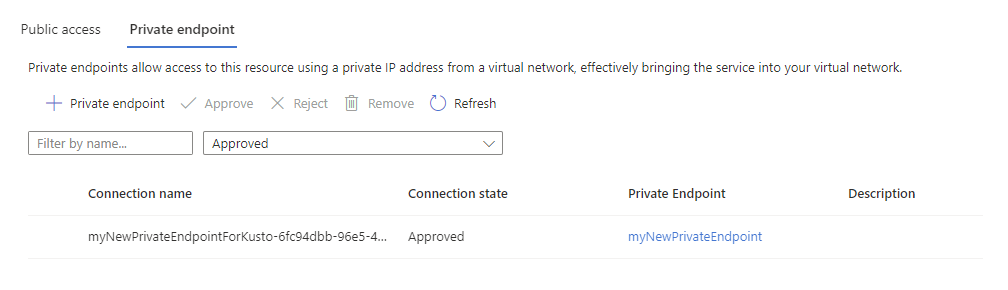 Public access Private endpoint
Private endpoints allow access to this resource using a private IP address from a virtual network, effectively bringing the service into your virtual network.
Private endpoint Approve Reject Remove Refresh
Filter by name... Approved
Connection name Connection state Private Endpoint Description
myNewPrivateEndpointForKusto-6fc94dbb-96e5-4... Approved myNewPrivateEndpoint